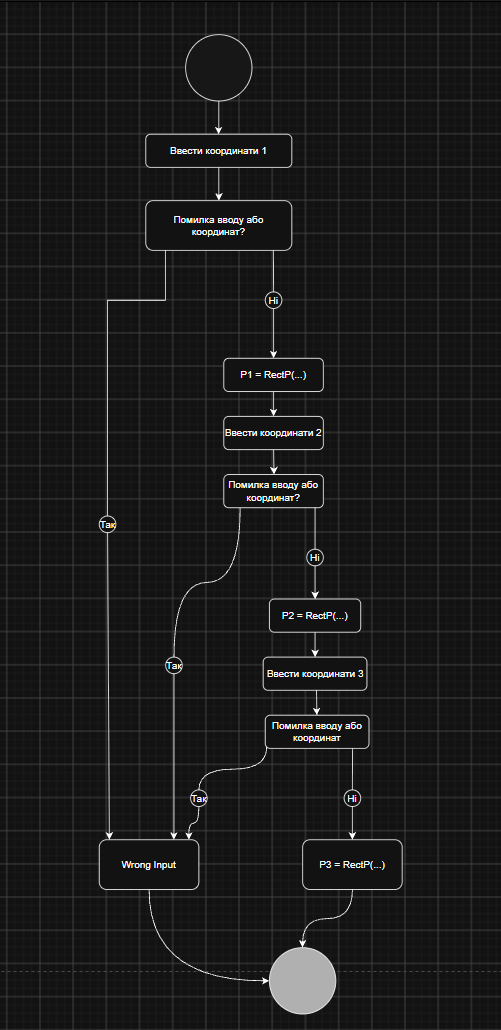 Ввести координати 1
Помилка вводу або
координат?
Ні
P1 = RectP(...)
Ввести координати 2
Помилка вводу або
координат?
Так
Ні
P2 = RectP(...)
Так
Ввести координати 3
Помилка вводу або
координат
Так
Ні
Wrong Input
P3 = RectP(...)